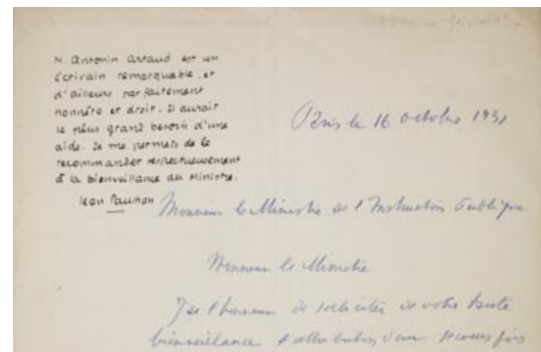 M. Antonin Artaud est un
écrivain remarquable, et
d'ailleurs parfaitement
honnête et droit. Il aurait
le plus grand besoin d'une
aide. Je me permets de le
recommander respectueusement
à la bienveillance du Ministre.
Jean Paulhan
Paris le 16 octobre 1931
Monsieur le Ministre de l'Instruction Publique
Monsieur le Ministre
J'ai l'honneur de solliciter de votre haute
bienveillance l'attribution d'un secours